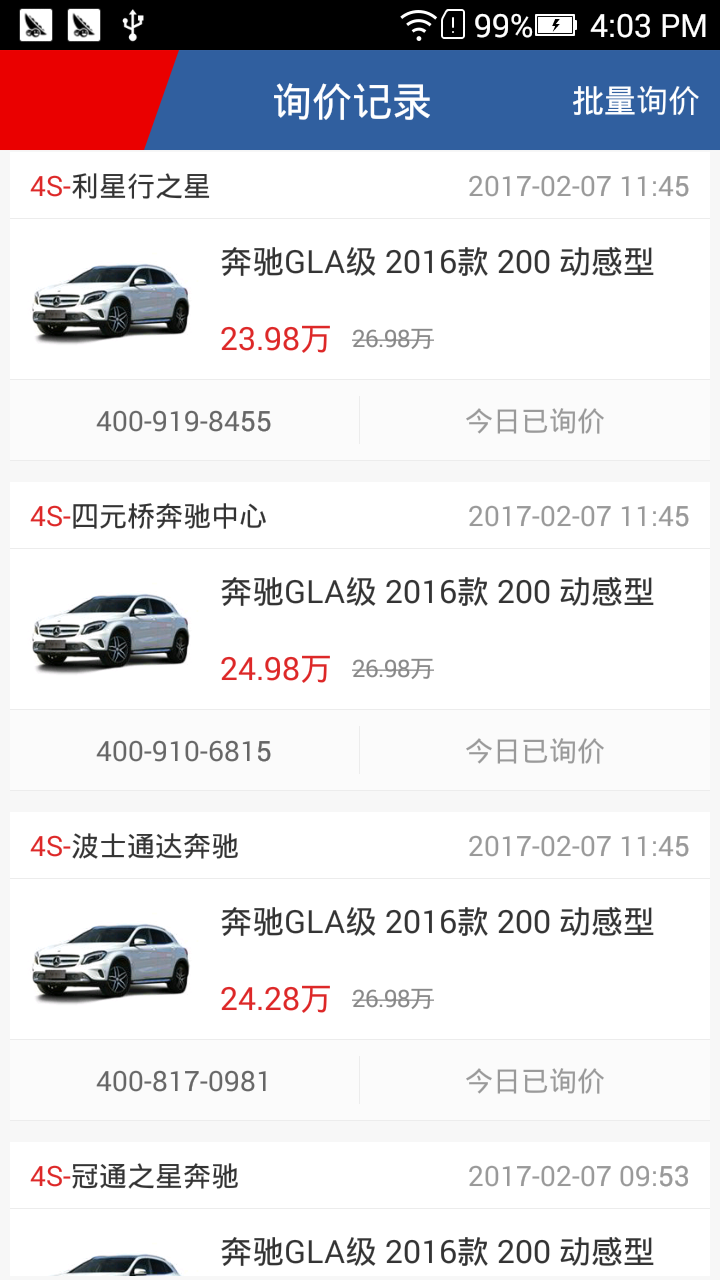 99% 4:03 PM
询价记录 批量询价
4S-利星行之星 2017-02-07 11:45
奔驰GLA级 2016款 200 动感型
23.98万 26.98万
400-919-8455 今日已询价
4S-四元桥奔驰中心 2017-02-07 11:45
奔驰GLA级 2016款 200 动感型
24.98万 26.98万
400-910-6815 今日已询价
4S-波士通达奔驰 2017-02-07 11:45
奔驰GLA级 2016款 200 动感型
24.28万 26.98万
400-817-0981 今日已询价
4S-冠通之星奔驰 2017-02-07 09:53
奔驰GLA级 2016款 200 动感型